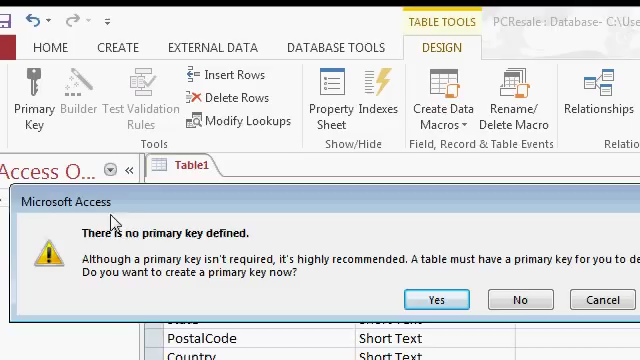 TABLE TOOLS
PCResale : Database- C:\Use
HOME
CREATE
EXTERNAL DATA
DATABASE TOOLS
DESIGN
Primary
Key
Builder
Test Validation
Rules
Insert Rows
Delete Rows
Modify Lookups
Property
Sheet
Indexes
Create Data
Macros
Rename/
Delete Macro
Relationships
Tools
Show/Hide
Field, Record & Table Events
Relatio
Access O...
Table1
Microsoft Access
There is no primary key defined.
Although a primary key isn't required, it's highly recommended. A table must have a primary key for you to de
Do you want to create a primary key now?
Yes
No
Cancel
PostalCode
Short Text
Country
Short Text